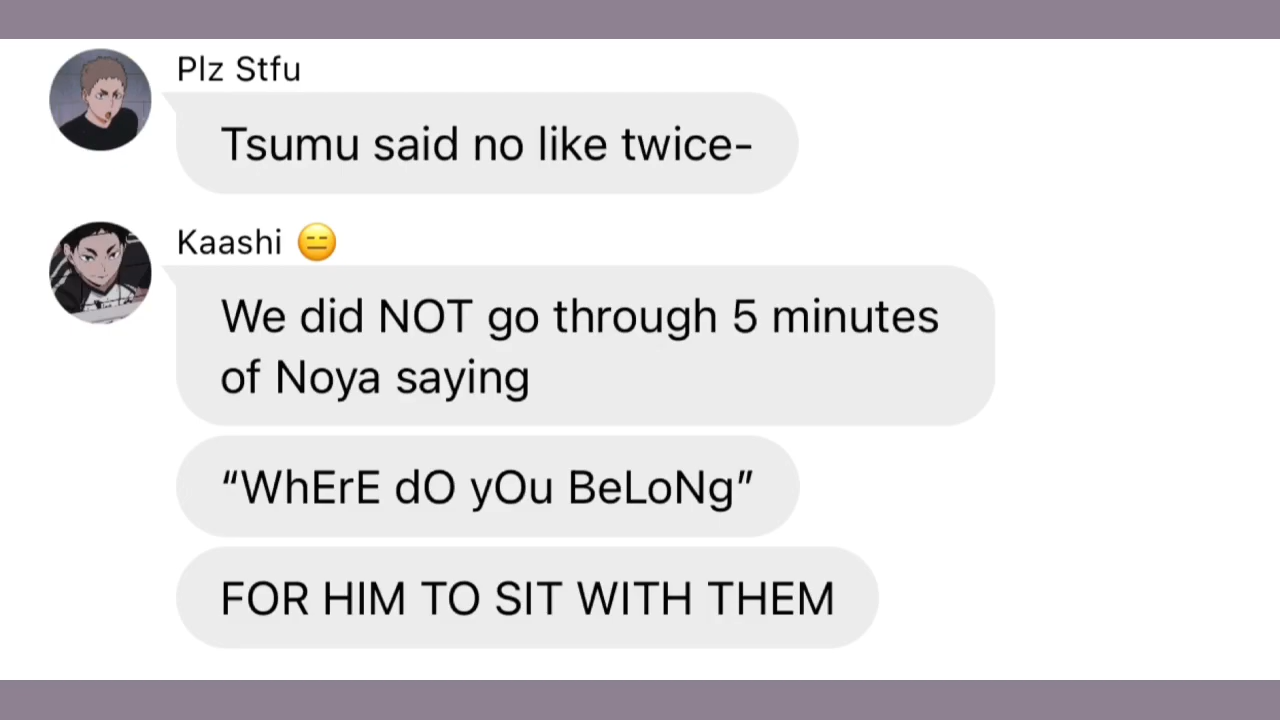 Plz Stfu
Tsumu said no like twice-
Kaashi 😑
We did NOT go through 5 minutes
of Noya saying
“WhErE dO yOu BeLoNg”
FOR HIM TO SIT WITH THEM